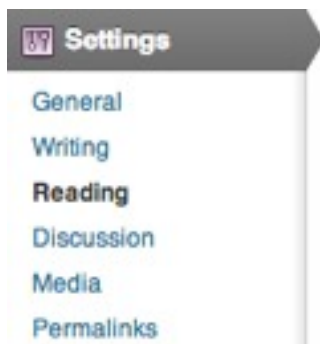 Settings
General
Writing
Reading
Discussion
Media
Permalinks